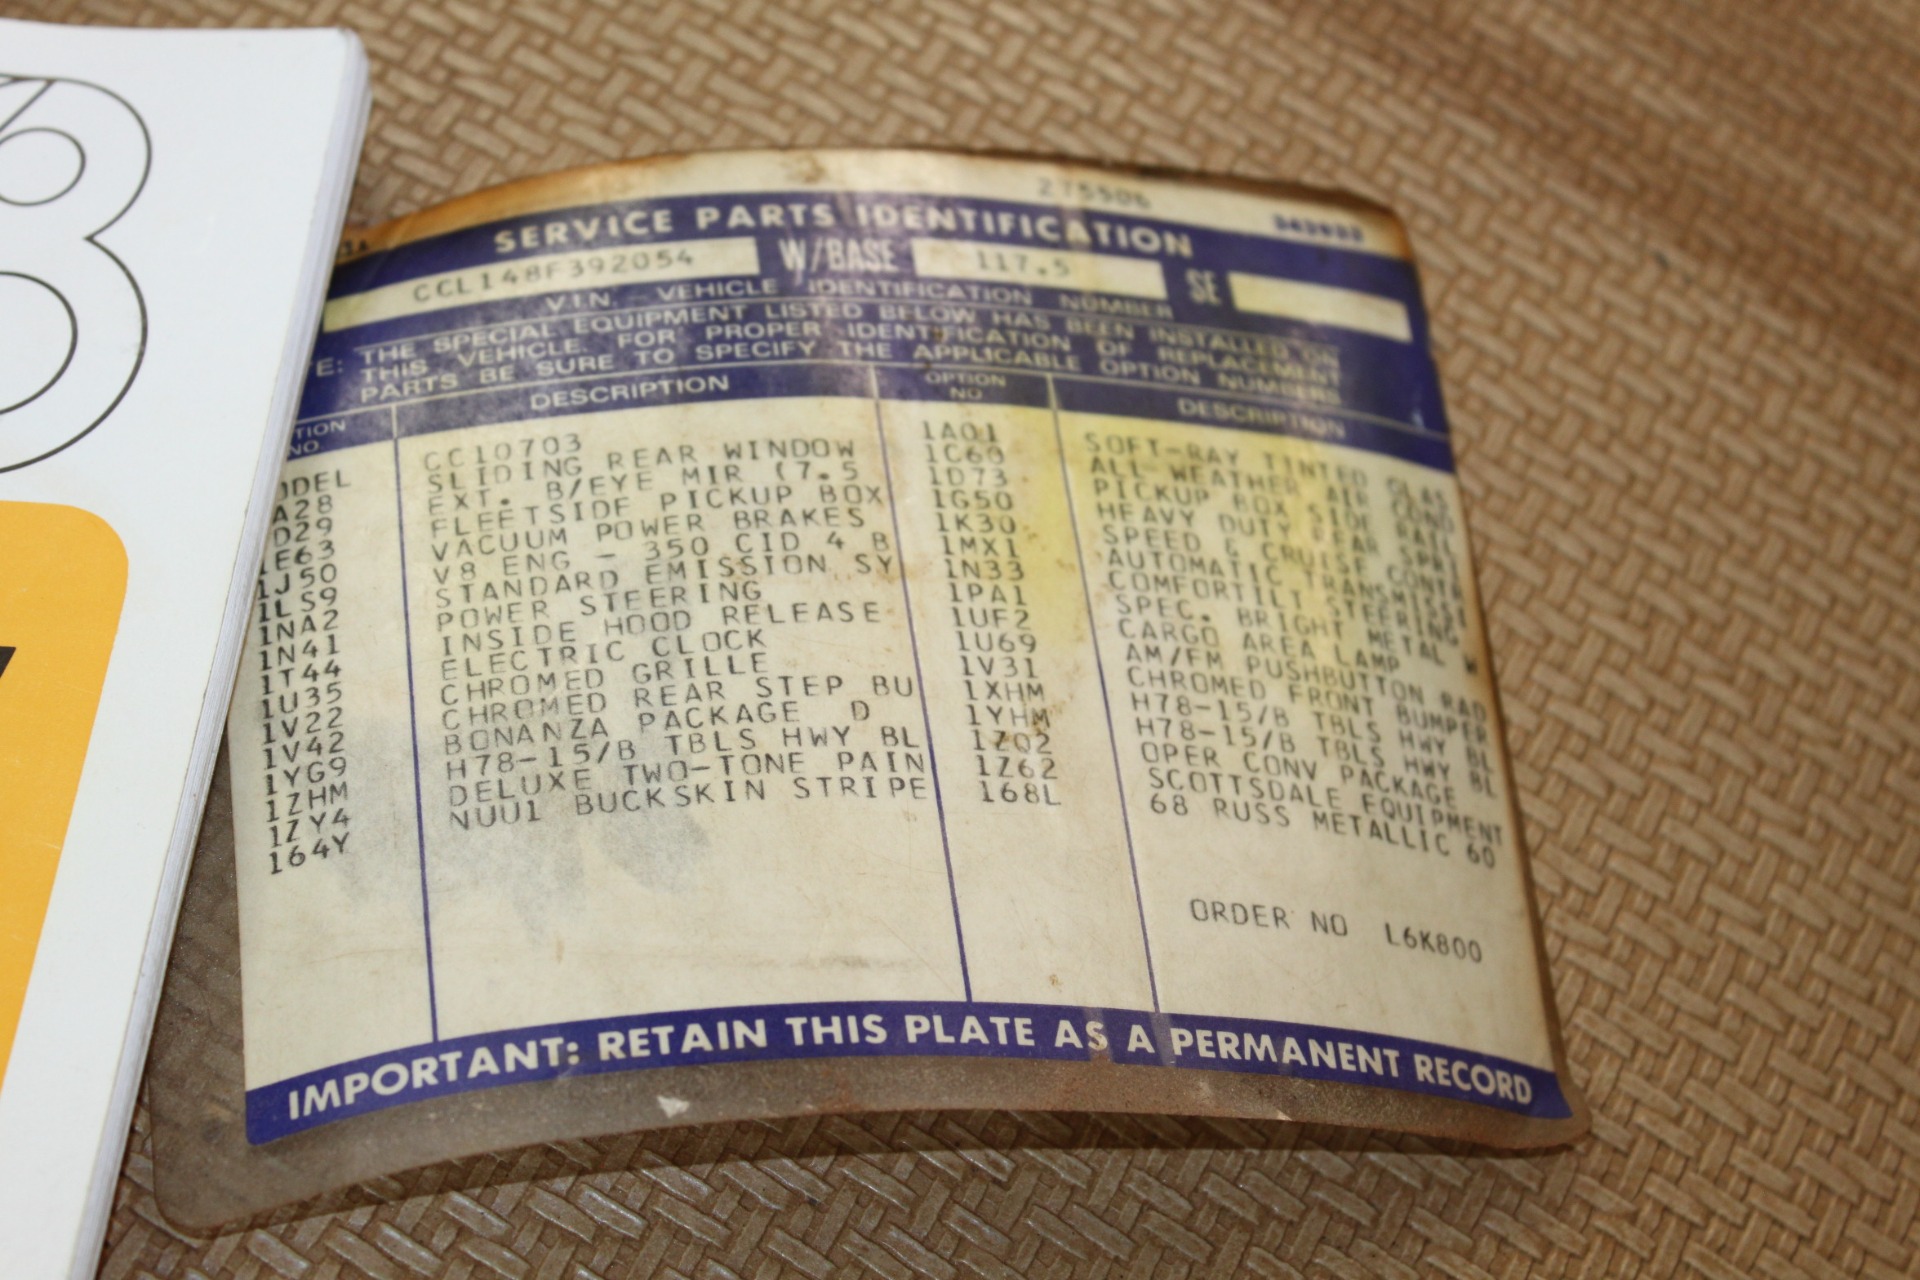 8
275506
SERVICE PARTS IDENTIFICATION
CCL148F392054 W/BASE 117.5 SE
V.I.N. - VEHICLE IDENTIFICATION NUMBER
TE: THE SPECIAL EQUIPMENT LISTED BELOW HAS BEEN INSTALLED ON
THIS VEHICLE. FOR PROPER IDENTIFICATION OF REPLACEMENT
PARTS BE SURE TO SPECIFY THE APPLICABLE OPTION NUMBERS.
TION NO. DESCRIPTION OPTION NO DESCRIPTION
ODEL CC10703 1A01 SOFT-RAY TINTED GLAS
A28 SLIDING REAR WINDOW 1C60 ALL WEATHER AIR COND
D29 EXT. B/EYE MIR (7.5 1D73 PICKUP BOX SIDE RAIL
1E63 FLEETSIDE PICKUP BOX 1G50 HEAVY DUTY REAR SPRI
1J50 VACUUM POWER BRAKES 1K30 SPEED & CRUISE CONTR
1LS9 V8 ENG - 350 CID 4 B 1MX1 AUTOMATIC TRANSMISSI
1NA2 STANDARD EMISSION SY 1N33 COMFORTILT STEERING
1N41 POWER STEERING 1PA1 SPEC. BRIGHT METAL W
1T44 INSIDE HOOD RELEASE 1UF2 CARGO AREA LAMP
1U35 ELECTRIC CLOCK 1U69 AM/FM PUSHBUTTON RAD
1V22 CHROMED GRILLE 1V31 CHROMED FRONT BUMPER
1V42 CHROMED REAR STEP BU 1XHM H78-15/B TBLS HWY BL
1YG9 BONANZA PACKAGE D 1YHM H78-15/B TBLS HWY BL
1ZHM H78-15/B TBLS HWY BL 1ZQ2 OPER CONV PACKAGE
1ZY4 DELUXE TWO-TONE PAIN 1Z62 SCOTTSDALE EQUIPMENT
164Y NUU1 BUCKSKIN STRIPE 168L 68 RUSS METALLIC 60
ORDER NO L6K800
IMPORTANT: RETAIN THIS PLATE AS A PERMANENT RECORD